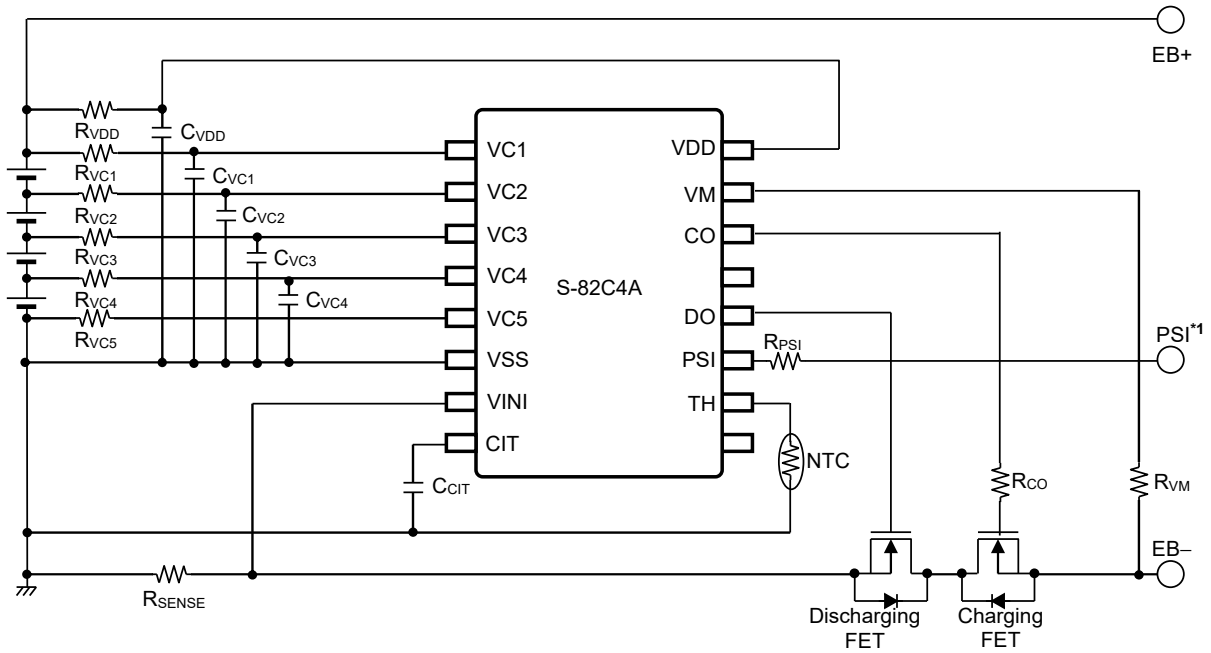 EB+
RVDD
CVDD
RVC1
CVC1
RVC2
CVC2
RVC3
CVC3
RVC4
CVC4
RVC5
VC1
VC2
VC3
VC4
VC5
VSS
VINI
CIT
S-82C4A
VDD
VM
CO
DO
PSI
TH
RPSI
PSI*1
NTC
CCIT
RCO
RVM
EB–
RSENSE
Discharging
FET
Charging
FET